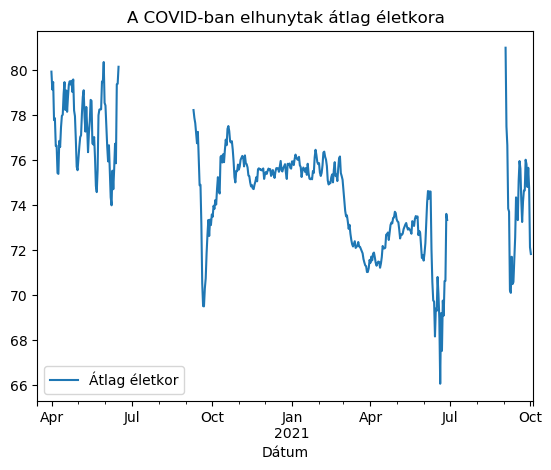 A COVID-ban elhunytak átlag életkora
80
78
76
74
72
70
68
66
Átlag életkor
Apr
Jul
Oct
Jan
2021
Apr
Jul
Oct
Dátum